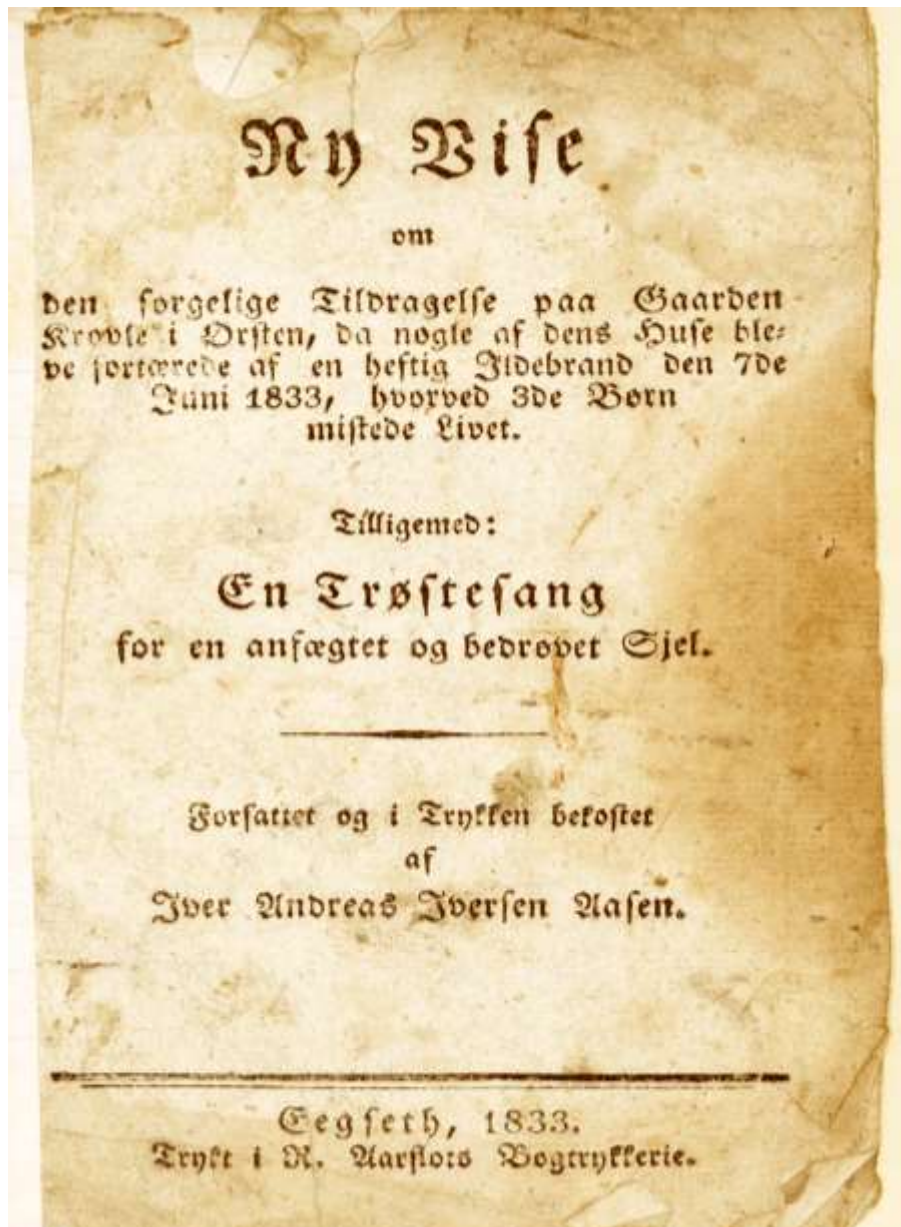 Ny Vise
om
den sorgelige Tildragelse paa Gaarden
Krovle i Ørsten, da nogle af dens Huse ble-
ve fortærede af en heftig Ildebrand den 7de
Juni 1833, hvorved 3de Børn
mistede Livet.
Tilligemed:
En Trøstesang
for en anfægtet og bedrøvet Sjel.
Forfattet og i Trykken bekostet
af
Iver Andreas Iversen Aasen.
Eegseth, 1833.
Trykt i R. Aarflots Bogtrykkerie.